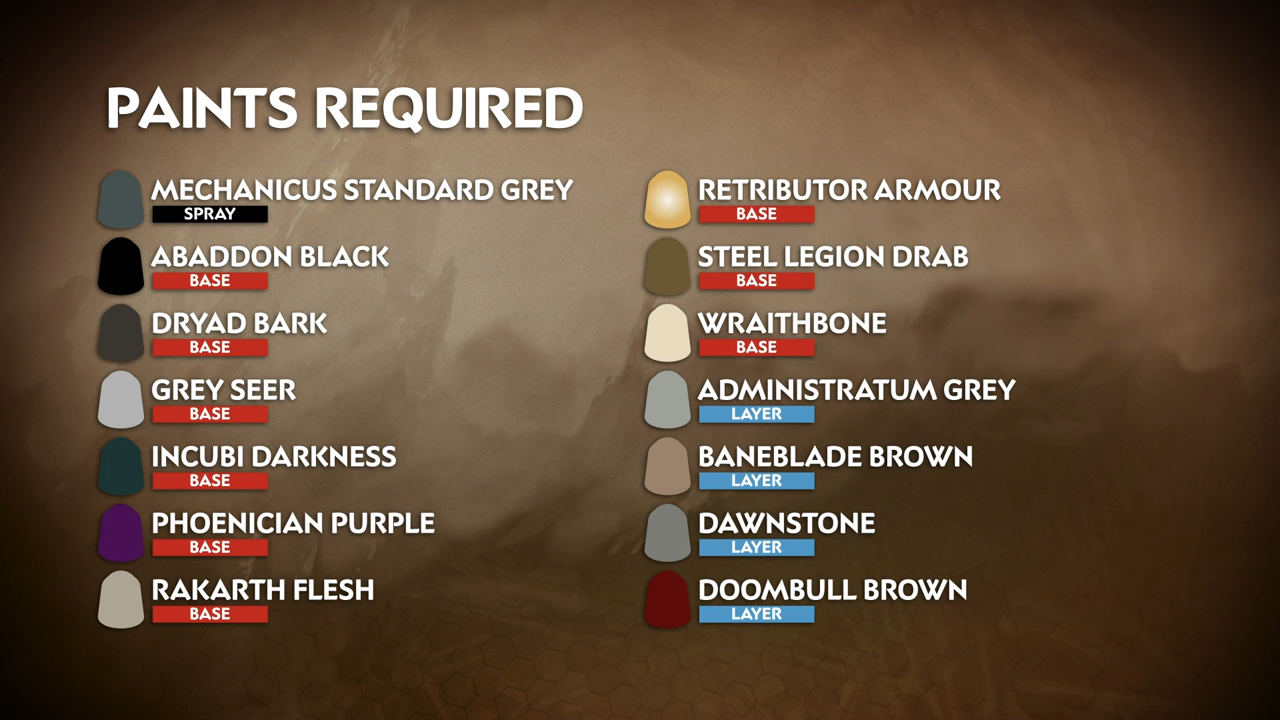 PAINTS REQUIRED
MECHANICUS STANDARD GREY
SPRAY
ABADDON BLACK
BASE
DRYAD BARK
BASE
GREY SEER
BASE
INCUBI DARKNESS
BASE
PHOENICIAN PURPLE
BASE
RAKARTH FLESH
BASE
RETRIBUTOR ARMOUR
BASE
STEEL LEGION DRAB
BASE
WRAITHBONE
BASE
ADMINISTRATUM GREY
LAYER
BANEBLADE BROWN
LAYER
DAWNSTONE
LAYER
DOOMBULL BROWN
LAYER